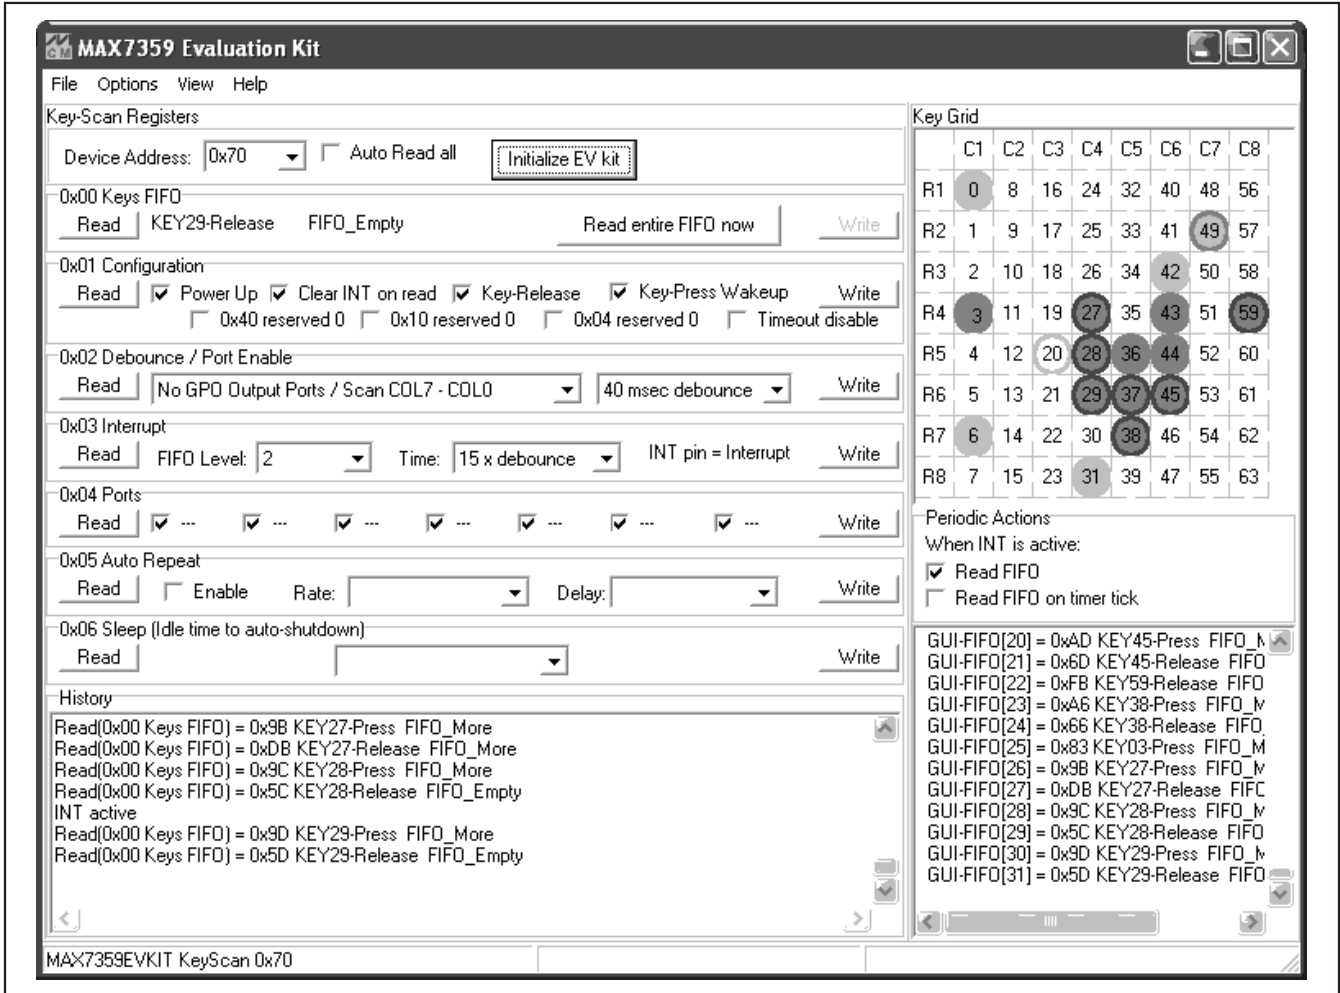 MAX7359 Evaluation Kit
File Options View Help
Key-Scan Registers
Device Address: 0x70 Auto Read all Initialize EV kit
0x00 Keys FIFO
Read KEY29-Release FIFO_Empty Read entire FIFO now Write
0x01 Configuration
Read Power Up Clear INT on read Key-Release Key-Press Wakeup Write
0x40 reserved 0 0x10 reserved 0 0x04 reserved 0 Timeout disable
0x02 Debounce / Port Enable
Read No GPO Output Ports / Scan COL7 - COL0 40 msec debounce Write
0x03 Interrupt
Read FIFO Level: 2 Time: 15 x debounce INT pin = Interrupt Write
0x04 Ports
Read --- --- --- --- --- --- --- Write
0x05 Auto Repeat
Read Enable Rate: Delay: Write
0x06 Sleep (Idle time to auto-shutdown)
Read Write
History
Read(0x00 Keys FIFO) = 0x9B KEY27-Press FIFO_More
Read(0x00 Keys FIFO) = 0xDB KEY27-Release FIFO_More
Read(0x00 Keys FIFO) = 0x9C KEY28-Press FIFO_More
Read(0x00 Keys FIFO) = 0x5C KEY28-Release FIFO_Empty
INT active
Read(0x00 Keys FIFO) = 0x9D KEY29-Press FIFO_More
Read(0x00 Keys FIFO) = 0x5D KEY29-Release FIFO_Empty
Key Grid
C1 C2 C3 C4 C5 C6 C7 C8
R1 0 8 16 24 32 40 48 56
R2 1 9 17 25 33 41 49 57
R3 2 10 18 26 34 42 50 58
R4 3 11 19 27 35 43 51 59
R5 4 12 20 28 36 44 52 60
R6 5 13 21 29 37 45 53 61
R7 6 14 22 30 38 46 54 62
R8 7 15 23 31 39 47 55 63
Periodic Actions
When INT is active:
Read FIFO
Read FIFO on timer tick
GUI-FIFO[20] = 0xAD KEY45-Press FIFO_M
GUI-FIFO[21] = 0x6D KEY45-Release FIFO
GUI-FIFO[22] = 0xFB KEY59-Release FIFO
GUI-FIFO[23] = 0xA6 KEY38-Press FIFO_M
GUI-FIFO[24] = 0x66 KEY38-Release FIFO_
GUI-FIFO[25] = 0x83 KEY03-Press FIFO_M
GUI-FIFO[26] = 0x9B KEY27-Press FIFO_M
GUI-FIFO[27] = 0xDB KEY27-Release FIFO
GUI-FIFO[28] = 0x9C KEY28-Press FIFO_M
GUI-FIFO[29] = 0x5C KEY28-Release FIFO
GUI-FIFO[30] = 0x9D KEY29-Press FIFO_M
GUI-FIFO[31] = 0x5D KEY29-Release FIFO
MAX7359EVKIT KeyScan 0x70